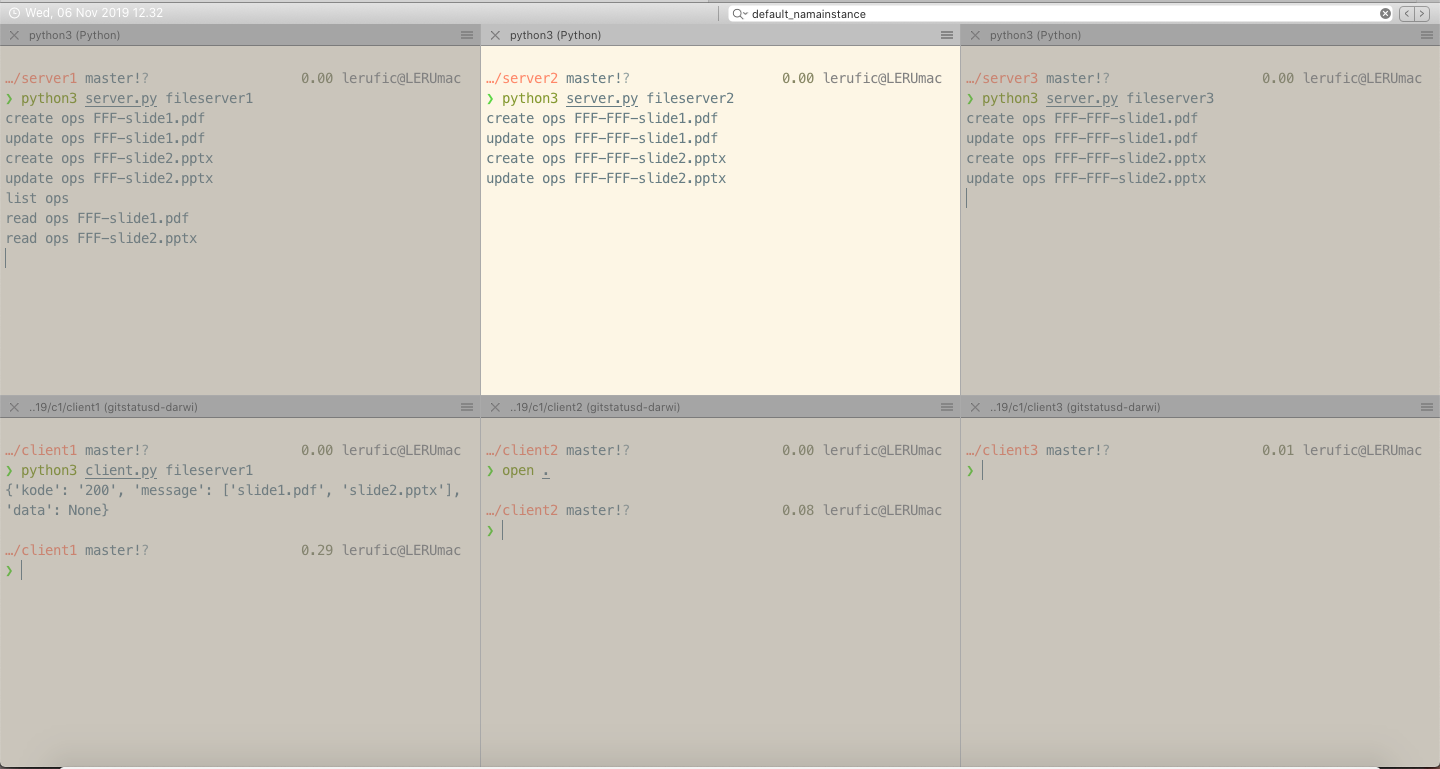 Wed, 06 Nov 2019 12.32
default_namainstance
python3 (Python)
…/server1 master!? 0.00 lerufic@LERUmac
❯ python3 server.py fileserver1
create ops FFF-slide1.pdf
update ops FFF-slide1.pdf
create ops FFF-slide2.pptx
update ops FFF-slide2.pptx
list ops
read ops FFF-slide1.pdf
read ops FFF-slide2.pptx
python3 (Python)
…/server2 master!? 0.00 lerufic@LERUmac
❯ python3 server.py fileserver2
create ops FFF-FFF-slide1.pdf
update ops FFF-FFF-slide1.pdf
create ops FFF-FFF-slide2.pptx
update ops FFF-FFF-slide2.pptx
python3 (Python)
…/server3 master!? 0.00 lerufic@LERUmac
❯ python3 server.py fileserver3
create ops FFF-FFF-slide1.pdf
update ops FFF-FFF-slide1.pdf
create ops FFF-FFF-slide2.pptx
update ops FFF-FFF-slide2.pptx
..19/c1/client1 (gitstatusd-darwi)
…/client1 master!? 0.00 lerufic@LERUmac
❯ python3 client.py fileserver1
{'kode': '200', 'message': ['slide1.pdf', 'slide2.pptx'],
'data': None}
…/client1 master!? 0.29 lerufic@LERUmac
❯
..19/c1/client2 (gitstatusd-darwi)
…/client2 master!? 0.00 lerufic@LERUmac
❯ open .
…/client2 master!? 0.08 lerufic@LERUmac
❯
..19/c1/client3 (gitstatusd-darwi)
…/client3 master!? 0.01 lerufic@LERUmac
❯